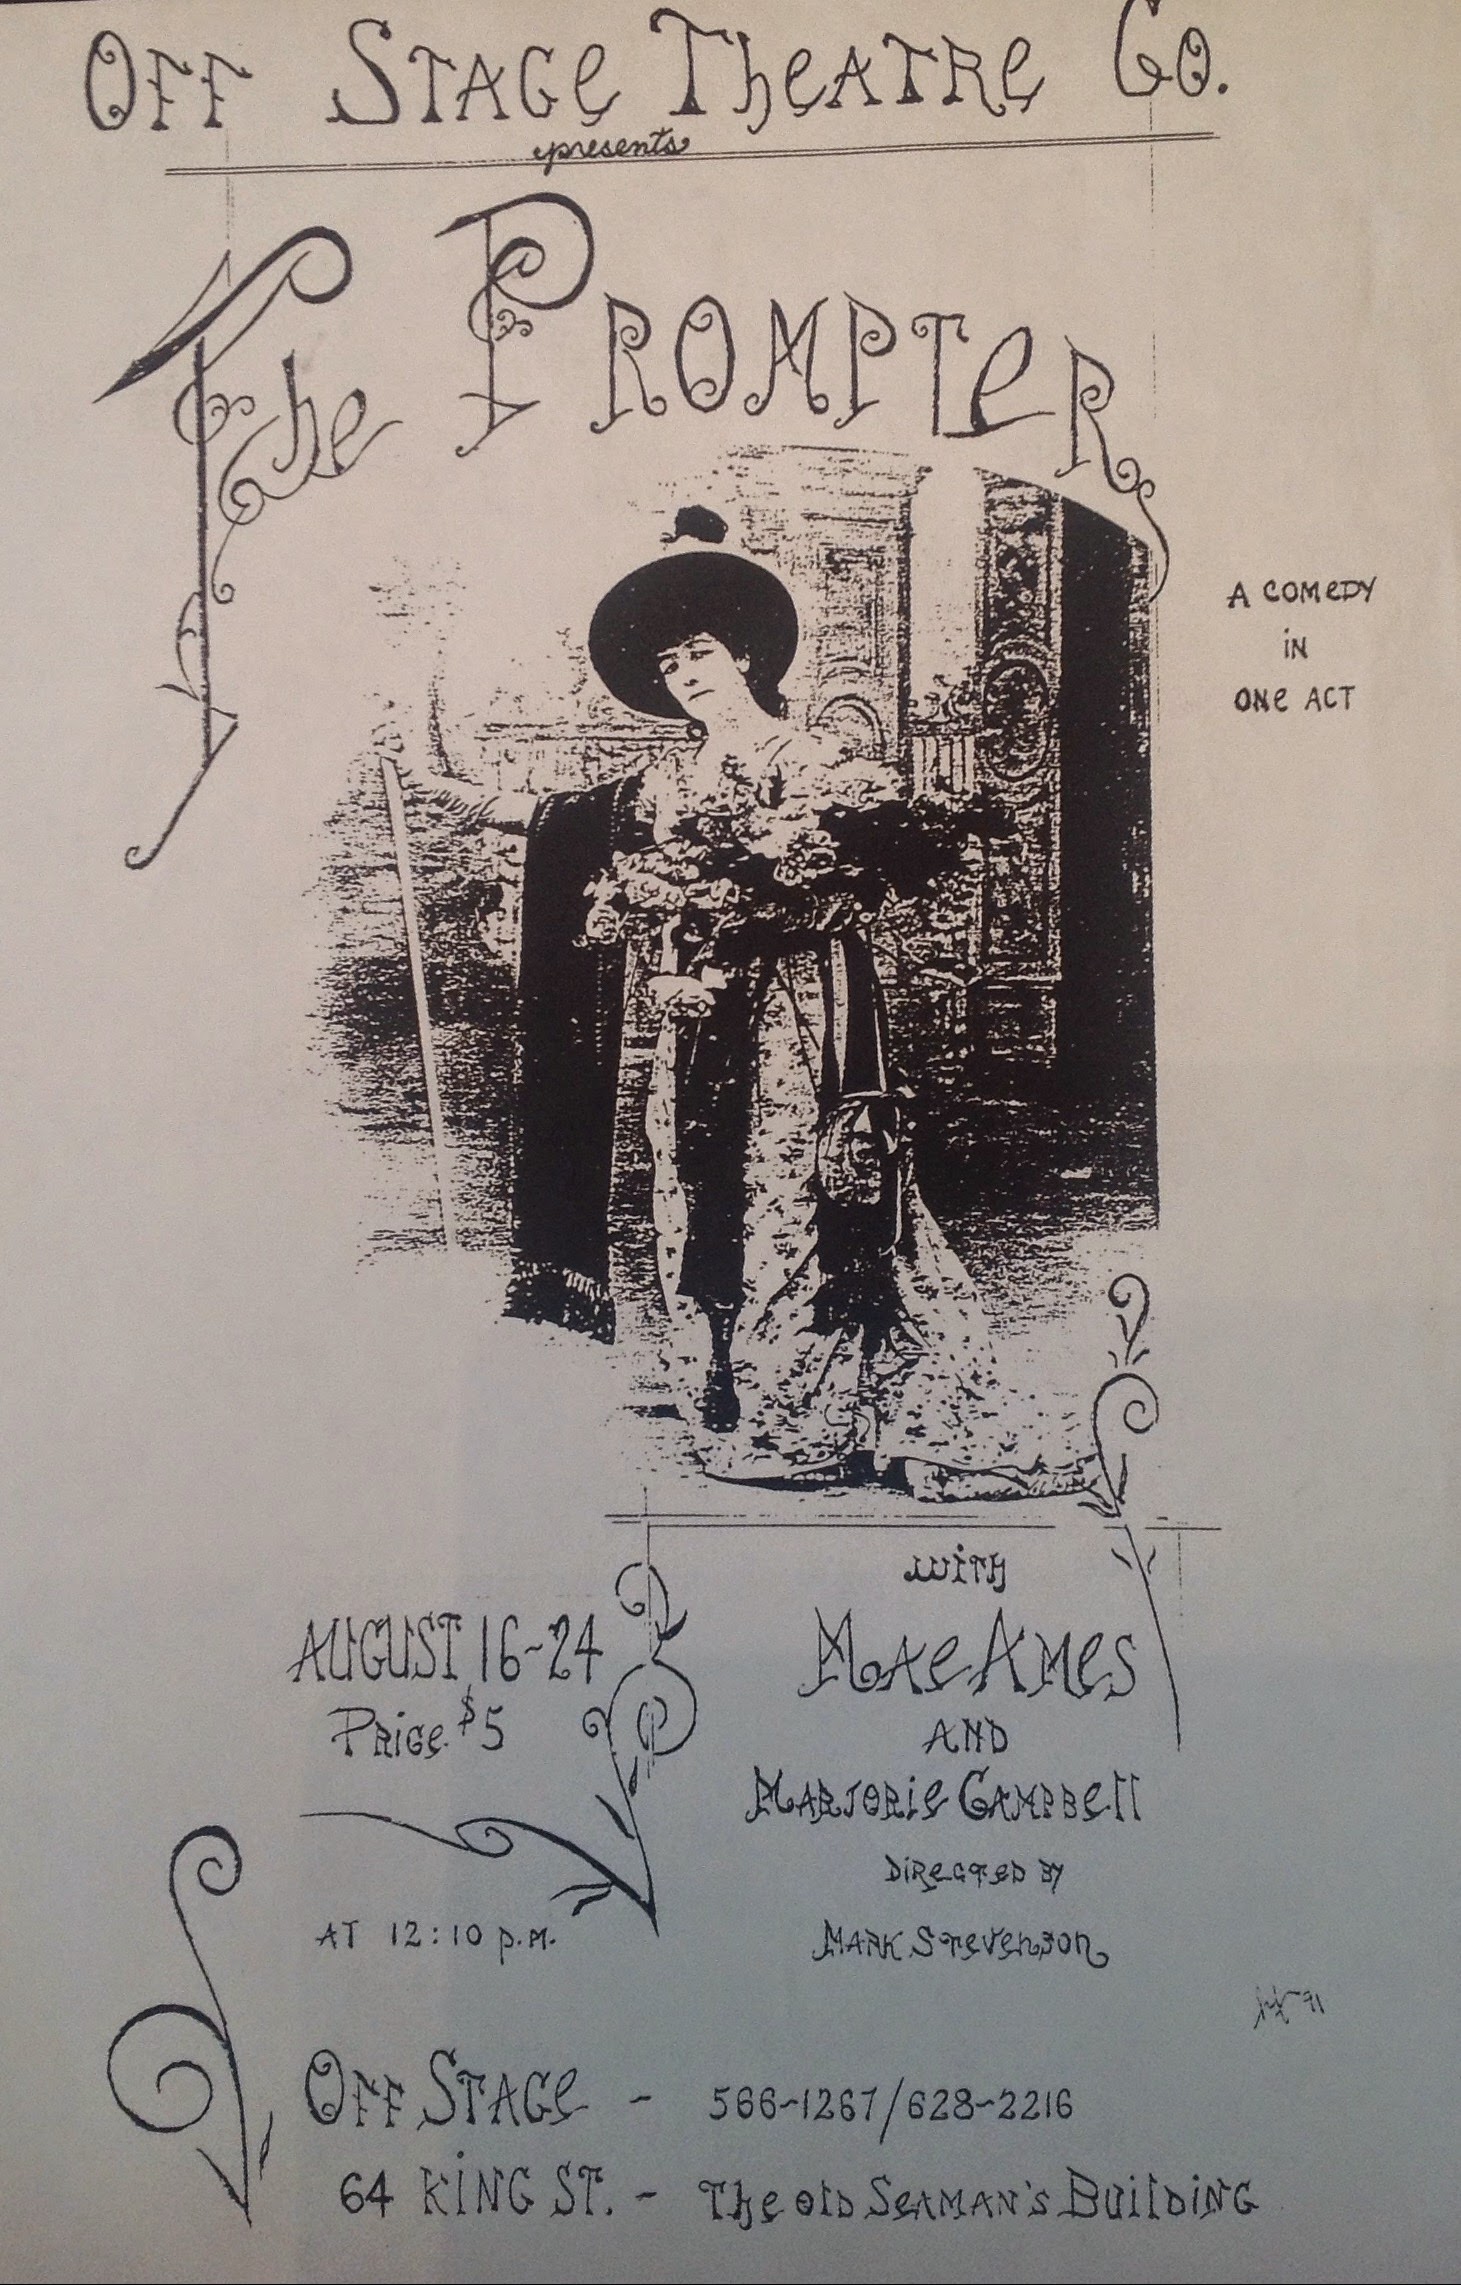 Off Stage Theatre Co.
presents
The Prompter
A COMEDY
IN
ONE ACT
WITH
Mae Ames
AND
Marjorie Campbell
DIRECTED BY
Mark Stevenson
AUGUST 16-24
Price $5
AT 12:10 p.m.
Off Stage - 566-1267/628-2216
64 KING ST. - The Old Seaman's Building